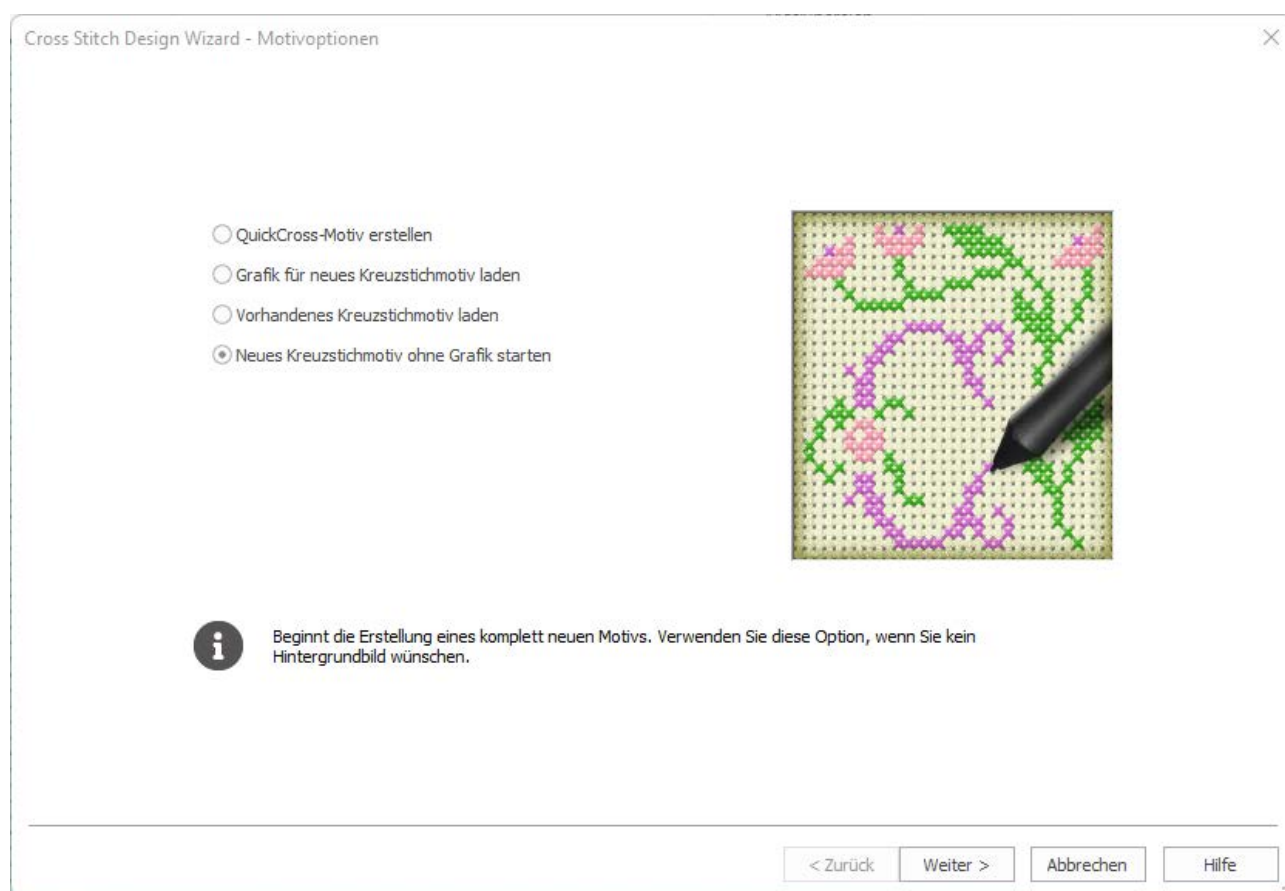 Cross Stitch Design Wizard - Motivoptionen
QuickCross-Motiv erstellen
Grafik für neues Kreuzstichmotiv laden
Vorhandenes Kreuzstichmotiv laden
Neues Kreuzstichmotiv ohne Grafik starten
Beginnt die Erstellung eines komplett neuen Motivs. Verwenden Sie diese Option, wenn Sie kein
Hintergrundbild wünschen.
< Zurück
Weiter >
Abbrechen
Hilfe